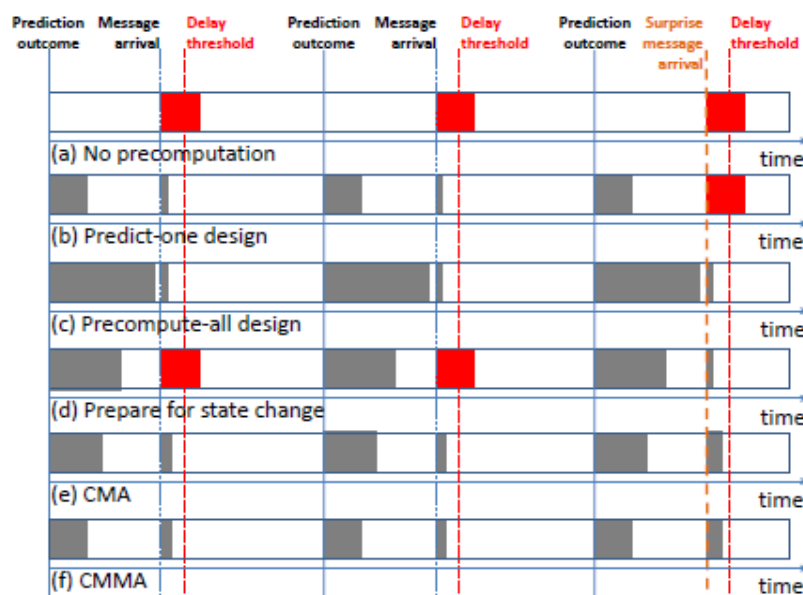 Prediction outcome
Message arrival
Delay threshold
Prediction outcome
Message arrival
Delay threshold
Prediction outcome
Surprise message arrival
Delay threshold
(a) No precomputation
time
(b) Predict-one design
time
(c) Precompute-all design
time
(d) Prepare for state change
time
(e) CMA
time
(f) CMMA
time